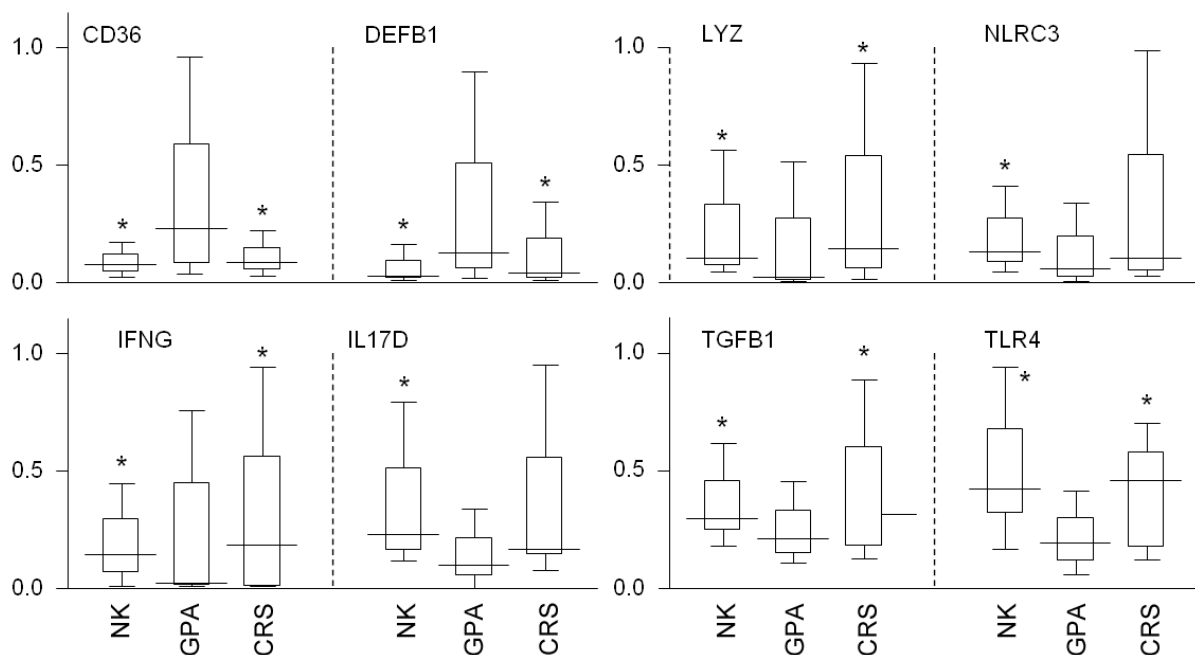 CD36 DEFB1 LYZ NLRC3
1.0 1.0
* *
* * * * *
0.5 0.5
* *
0.0 0.0
IFNG IL17D TGFB1 TLR4
1.0 * 1.0 *
* *
* * *
0.5 0.5
0.0 0.0
NK GPA CRS NK GPA CRS NK GPA CRS NK GPA CRS